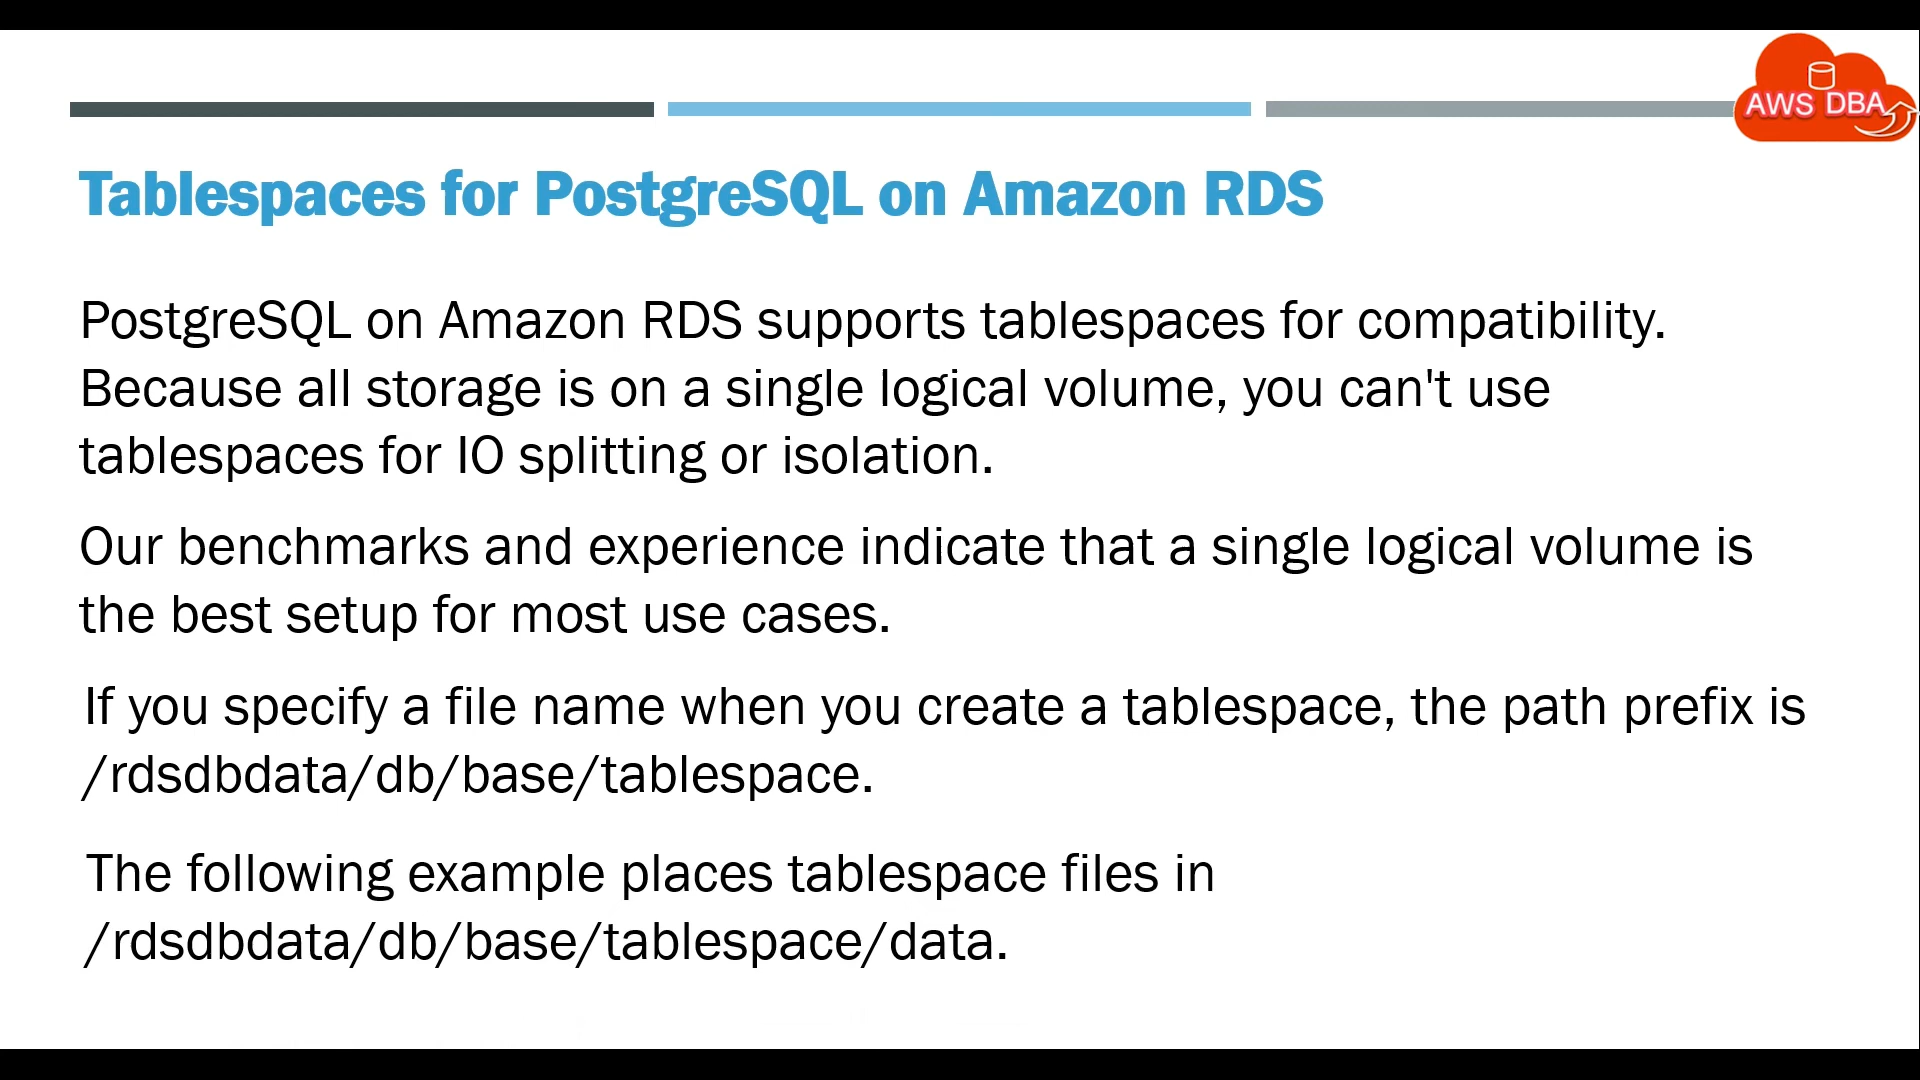 AWS DBA
Tablespaces for PostgreSQL on Amazon RDS
PostgreSQL on Amazon RDS supports tablespaces for compatibility.
Because all storage is on a single logical volume, you can't use
tablespaces for IO splitting or isolation.
Our benchmarks and experience indicate that a single logical volume is
the best setup for most use cases.
If you specify a file name when you create a tablespace, the path prefix is
/rdsdbdata/db/base/tablespace.
The following example places tablespace files in
/rdsdbdata/db/base/tablespace/data.